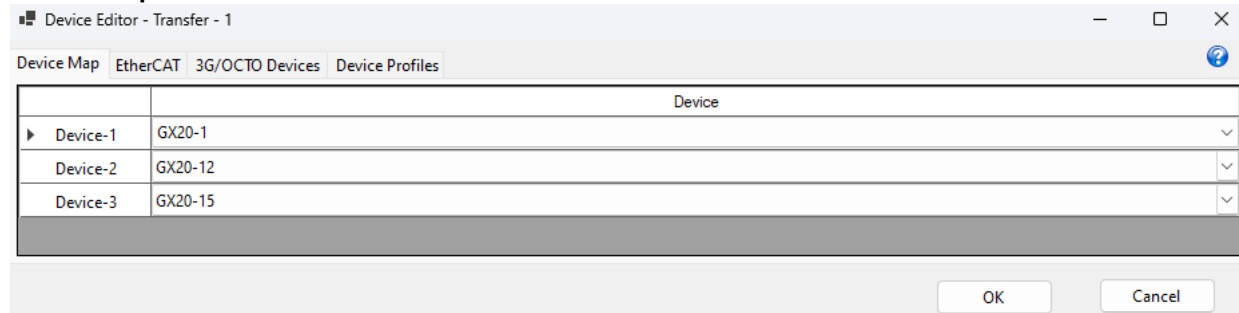 Device Editor - Transfer - 1
Device Map EtherCAT 3G/OCTO Devices Device Profiles
Device
Device-1 GX20-1
Device-2 GX20-12
Device-3 GX20-15
OK Cancel